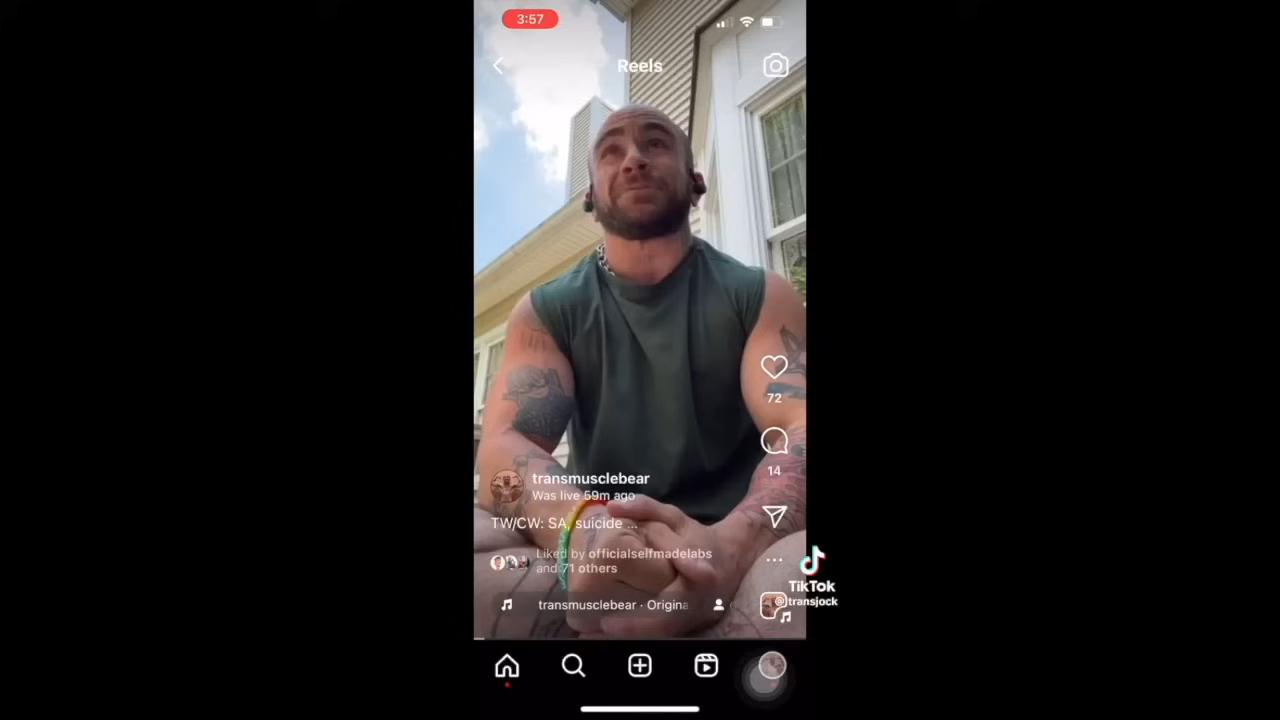 3:57
Reels
72
14
transmusclebear
Was live 59m ago
TW/CW: SA, suicide ...
Liked by officialselfmadelabs
and 71 others
transmusclebear · Origina
TikTok
@transjock